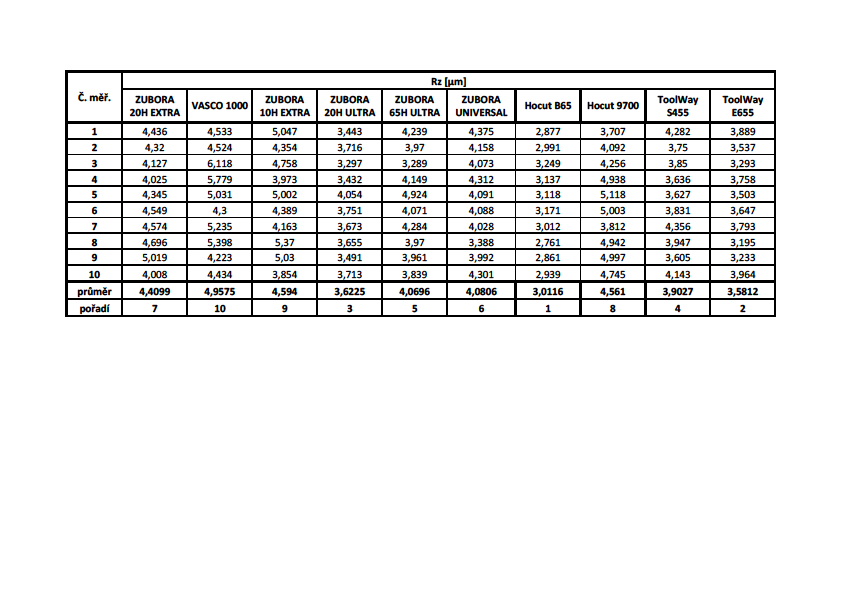 Rz [µm]
Č. měř. ZUBORA 20H EXTRA VASCO 1000 ZUBORA 10H EXTRA ZUBORA 20H ULTRA ZUBORA 65H ULTRA ZUBORA UNIVERSAL Hocut B65 Hocut 9700 ToolWay S455 ToolWay E655
1 4,436 4,533 5,047 3,443 4,239 4,375 2,877 3,707 4,282 3,889
2 4,32 4,524 4,354 3,716 3,97 4,158 2,991 4,092 3,75 3,537
3 4,127 6,118 4,758 3,297 3,289 4,073 3,249 4,256 3,85 3,293
4 4,025 5,779 3,973 3,432 4,149 4,312 3,137 4,938 3,636 3,758
5 4,345 5,031 5,002 4,054 4,924 4,091 3,118 5,118 3,627 3,503
6 4,549 4,3 4,389 3,751 4,071 4,088 3,171 5,003 3,831 3,647
7 4,574 5,235 4,163 3,673 4,284 4,028 3,012 3,812 4,356 3,793
8 4,696 5,398 5,37 3,655 3,97 3,388 2,761 4,942 3,947 3,195
9 5,019 4,223 5,03 3,491 3,961 3,992 2,861 4,997 3,605 3,233
10 4,008 4,434 3,854 3,713 3,839 4,301 2,939 4,745 4,143 3,964
průměr 4,4099 4,9575 4,594 3,6225 4,0696 4,0806 3,0116 4,561 3,9027 3,5812
pořadí 7 10 9 3 5 6 1 8 4 2